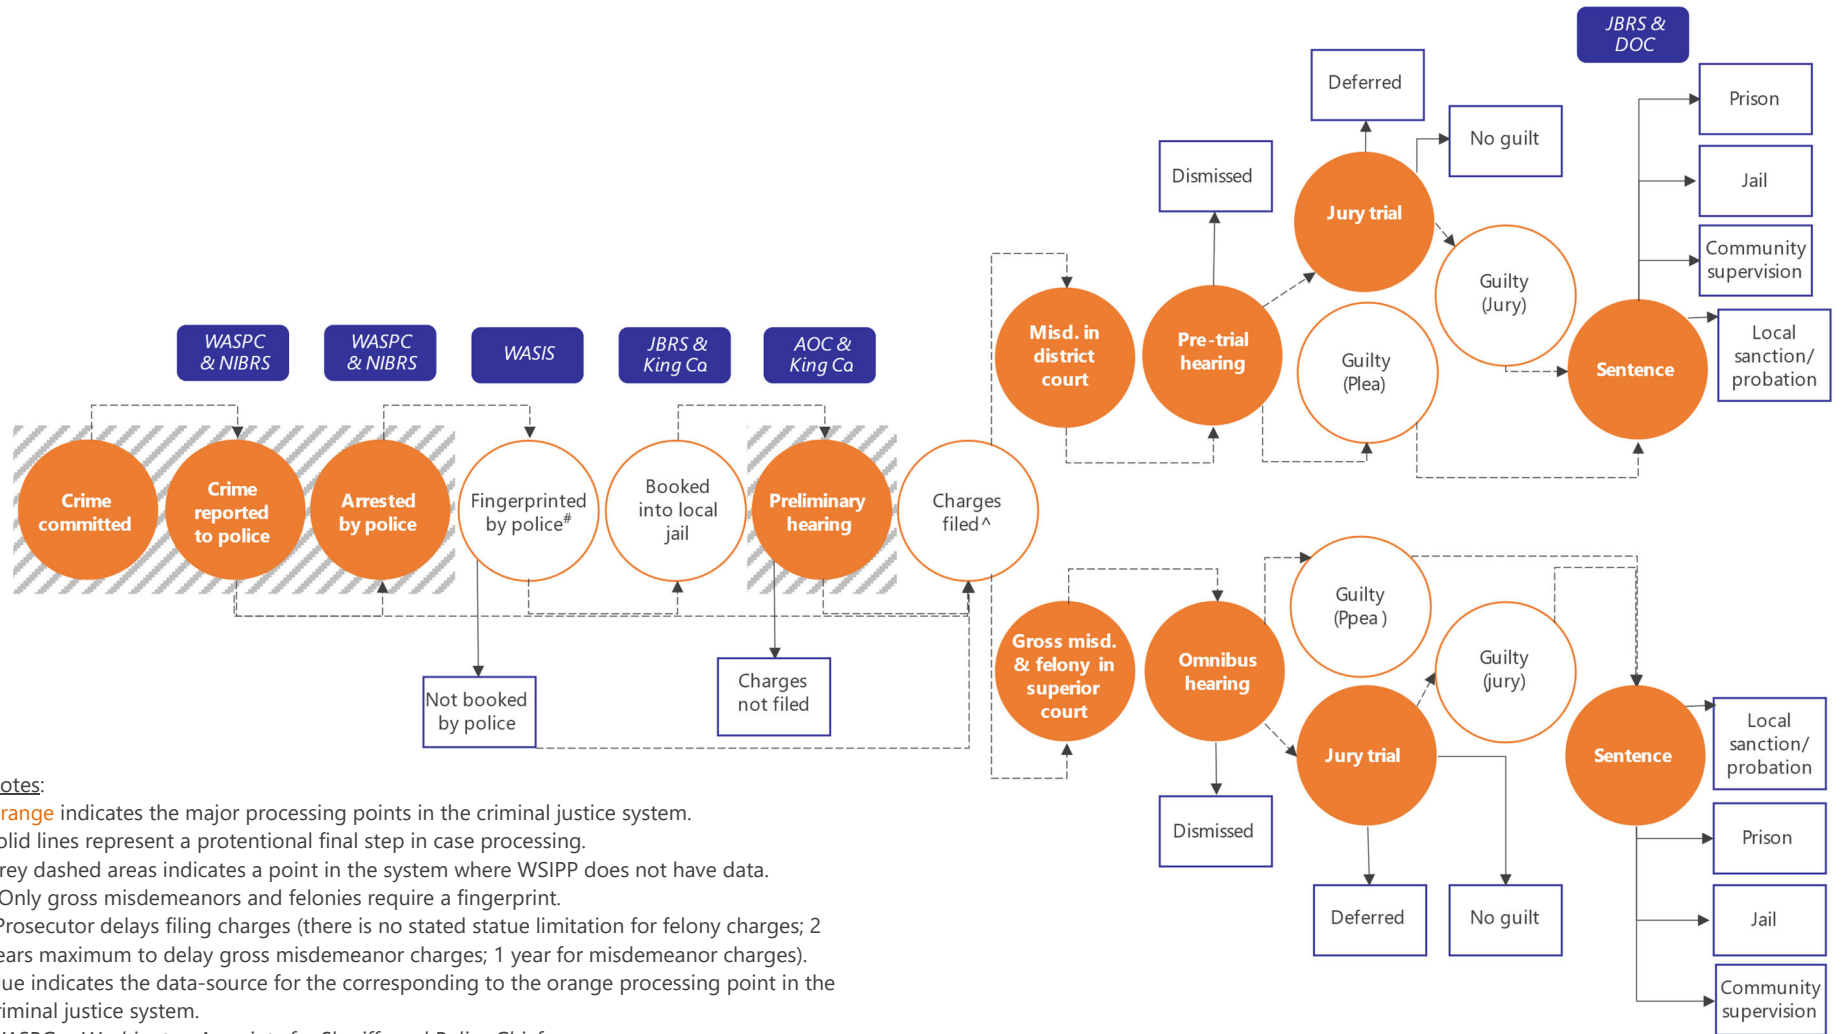 JBRS &
DOC
Deferred
No guilt
Dismissed
Jury trial
Prison
Jail
Community
supervision
Local
sanction/
probation
Guilty
(Jury)
Misd. in
district
court
Pre-trial
hearing
Guilty
(Plea)
Sentence
WASPC
& NIBRS
WASPC
& NIBRS
WASIS
JBRS &
King Co.
AOC &
King Co.
Crime
committed
Crime
reported
to police
Arrested
by police
Fingerprinted
by police#
Booked
into local
jail
Preliminary
hearing
Charges
filed^
Not booked
by police
Charges
not filed
Gross misd.
& felony in
superior
court
Omnibus
hearing
Guilty
(Ppea )
Guilty
(jury)
Jury trial
Sentence
Dismissed
Deferred
No guilt
Local
sanction/
probation
Prison
Jail
Community
supervision
otes:
range indicates the major processing points in the criminal justice system.
olid lines represent a protentional final step in case processing.
rey dashed areas indicates a point in the system where WSIPP does not have data.
Only gross misdemeanors and felonies require a fingerprint.
Prosecutor delays filing charges (there is no stated statue limitation for felony charges; 2
ears maximum to delay gross misdemeanor charges; 1 year for misdemeanor charges).
lue indicates the data-source for the corresponding to the orange processing point in the
riminal justice system.